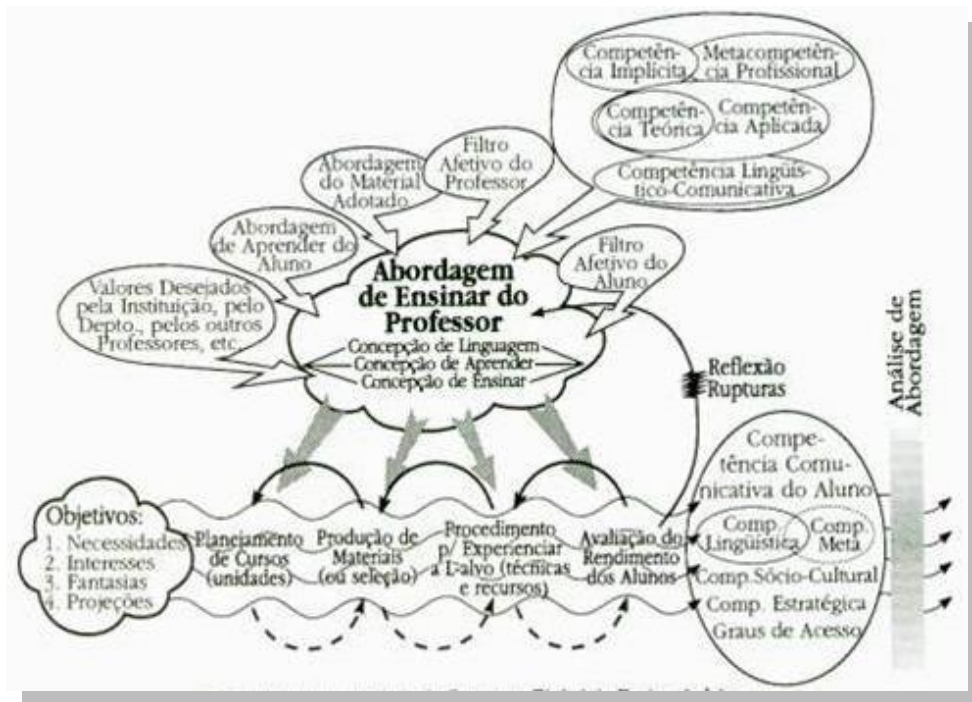 Competên-
cia Implícita
Metacompetên-
cia Profissional
Competên-
cia Teórica
Competên-
cia Aplicada
Competência Lingüís-
tico-Comunicativa
Filtro
Afetivo do
Professor
Abordagem
do Material
Adotado
Abordagem
de Aprender do
Aluno
Valores Desejados
pela Instituição, pelo
Depto., pelos outros
Professores, etc.
Filtro
Afetivo do
Aluno
Abordagem
de Ensinar do
Professor
Concepção de Linguagem
Concepção de Aprender
Concepção de Ensinar
Reflexão
Rupturas
Análise de
Abordagem
Objetivos:
1. Necessidades
2. Interesses
3. Fantasias
4. Projeções
Planejamento
de Cursos
(unidades)
Produção de
Materiais
(ou seleção)
Procedimento
p/ Experienciar
a L-alvo (técnicas
e recursos)
Avaliação do
Rendimento
dos Alunos
Compe-
tência Comu-
nicativa do Aluno
Comp.
Lingüística
Comp.
Meta
Comp. Sócio-Cultural
Comp. Estratégica
Graus de Acesso